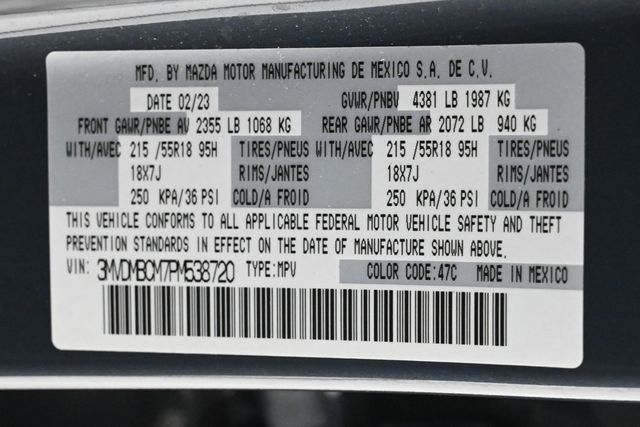 MFD. BY MAZDA MOTOR MANUFACTURING DE MEXICO S.A. DE C.V.
DATE 02/23 GVWR/PNBV 4381 LB 1987 KG
FRONT GAWR/PNBE AV 2355 LB 1068 KG REAR GAWR/PNBE AR 2072 LB 940 KG
WITH/AVEC 215 /55R18 95H TIRES/PNEUS WITH/AVEC 215 /55R18 95H TIRES/PNEUS
18X7J RIMS/JANTES 18X7J RIMS/JANTES
250 KPA/36 PSI COLD/A FROID 250 KPA/36 PSI COLD/A FROID
THIS VEHICLE CONFORMS TO ALL APPLICABLE FEDERAL MOTOR VEHICLE SAFETY AND THEFT
PREVENTION STANDARDS IN EFFECT ON THE DATE OF MANUFACTURE SHOWN ABOVE.
VIN: 3MVDMBCM7PM538720 TYPE:MPV COLOR CODE:47C MADE IN MEXICO